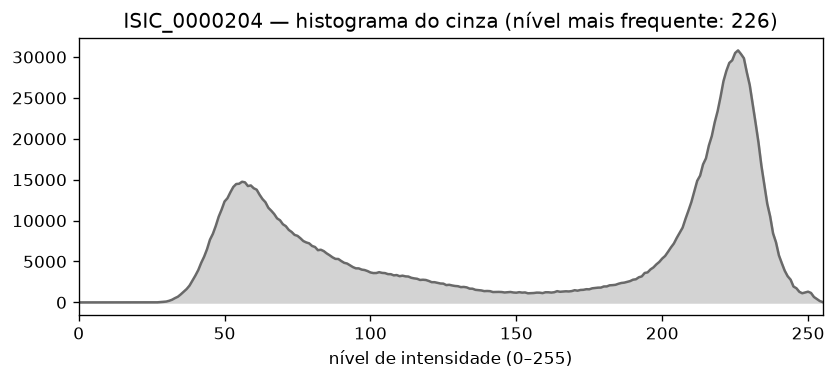 ISIC_0000204 — histograma do cinza (nível mais frequente: 226)
30000
25000
20000
15000
10000
5000
0
0 50 100 150 200 250
nível de intensidade (0–255)